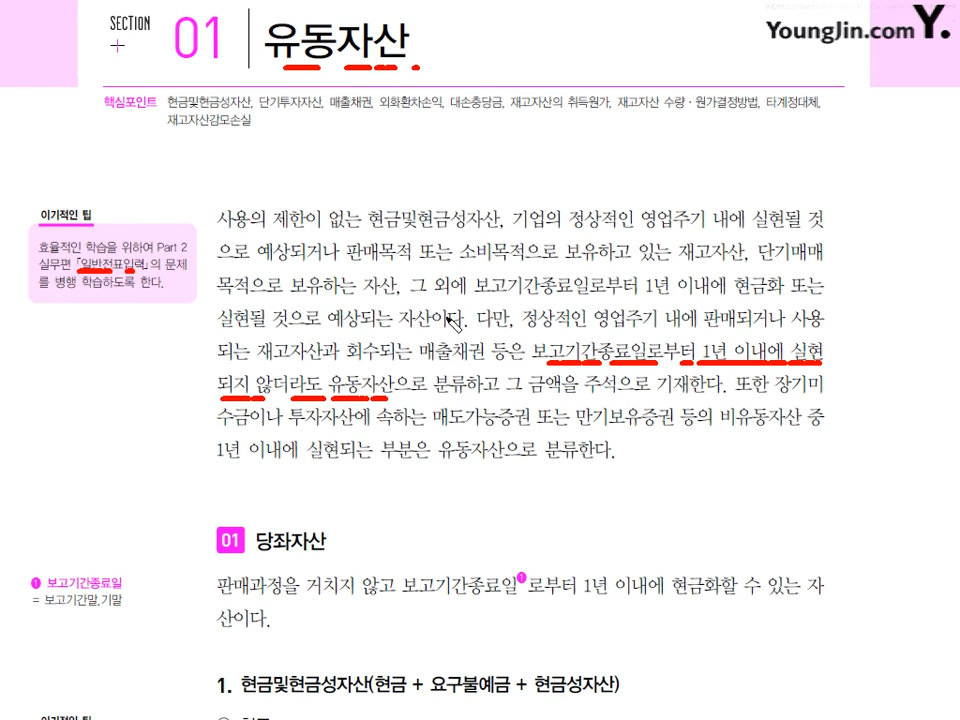 SECTION 01 유동자산
YoungJin.com Y.
핵심포인트 현금및현금성자산, 단기투자자산, 매출채권, 외화환차손익, 대손충당금, 재고자산의 취득원가, 재고자산 수량·원가결정방법, 타계정대체,
재고자산감모손실
이기적인 팁
효율적인 학습을 위하여 Part 2
실무편 「일반전표입력」의 문제
를 병행 학습하도록 한다.
사용의 제한이 없는 현금및현금성자산, 기업의 정상적인 영업주기 내에 실현될 것
으로 예상되거나 판매목적 또는 소비목적으로 보유하고 있는 재고자산, 단기매매
목적으로 보유하는 자산, 그 외에 보고기간종료일로부터 1년 이내에 현금화 또는
실현될 것으로 예상되는 자산이다. 다만, 정상적인 영업주기 내에 판매되거나 사용
되는 재고자산과 회수되는 매출채권 등은 보고기간종료일로부터 1년 이내에 실현
되지 않더라도 유동자산으로 분류하고 그 금액을 주석으로 기재한다. 또한 장기미
수금이나 투자자산에 속하는 매도가능증권 또는 만기보유증권 등의 비유동자산 중
1년 이내에 실현되는 부분은 유동자산으로 분류한다.
01 당좌자산
❶ 보고기간종료일
= 보고기간말, 기말
판매과정을 거치지 않고 보고기간종료일❶로부터 1년 이내에 현금화할 수 있는 자
산이다.
1. 현금및현금성자산(현금 + 요구불예금 + 현금성자산)
이기적인 팁